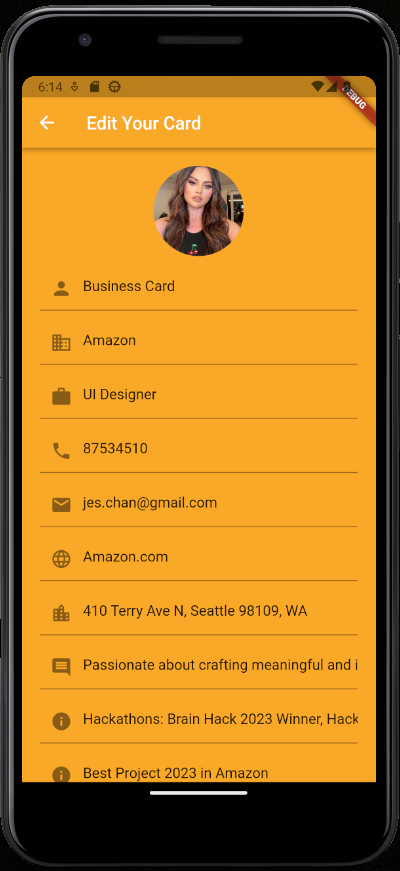 6:14
DEBUG
Edit Your Card
Business Card
Amazon
UI Designer
87534510
jes.chan@gmail.com
Amazon.com
410 Terry Ave N, Seattle 98109, WA
Passionate about crafting meaningful and i
Hackathons: Brain Hack 2023 Winner, Hack
Best Project 2023 in Amazon